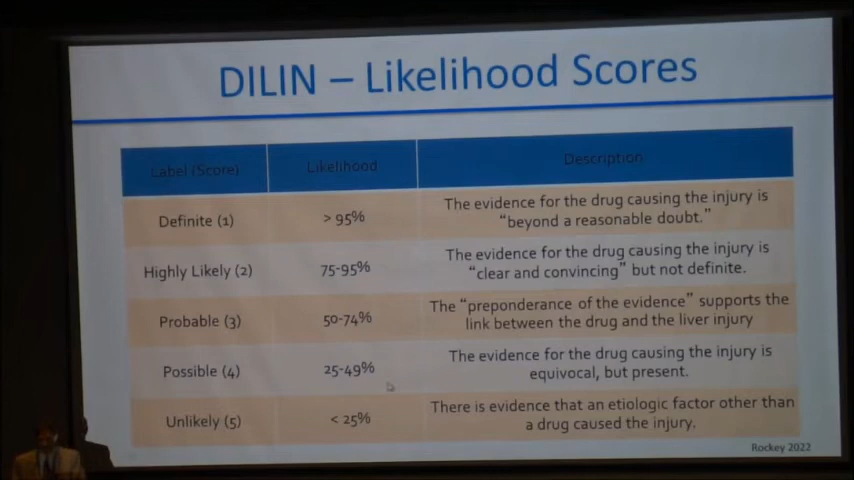 DILIN – Likelihood Scores
Label (Score) Likelihood Description
Definite (1) > 95% The evidence for the drug causing the injury is
"beyond a reasonable doubt."
Highly Likely (2) 75-95% The evidence for the drug causing the injury is
"clear and convincing" but not definite.
Probable (3) 50-74% The "preponderance of the evidence" supports the
link between the drug and the liver injury
Possible (4) 25-49% The evidence for the drug causing the injury is
equivocal, but present.
Unlikely (5) < 25% There is evidence that an etiologic factor other than
a drug caused the injury.
Rockey 2022